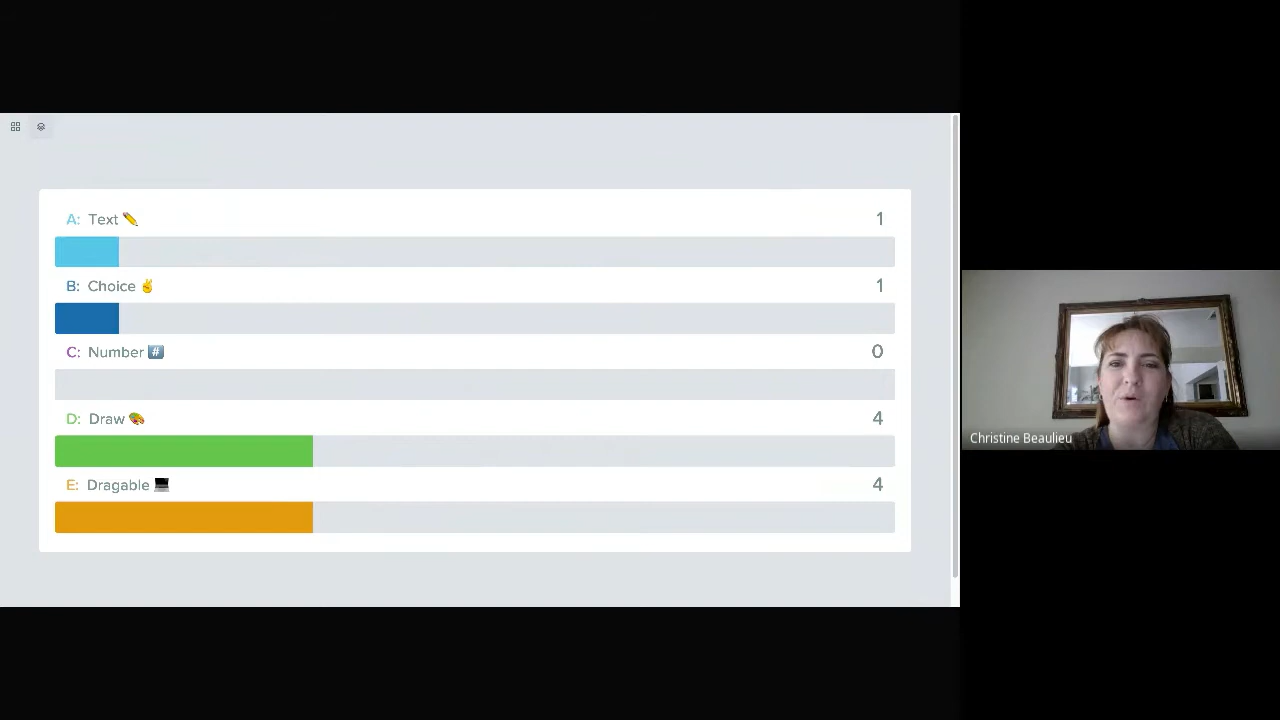 A: Text ✏️ 1
B: Choice ✌️ 1
C: Number #️⃣ 0
D: Draw 🎨 4
E: Dragable 💻 4
Christine Beaulieu